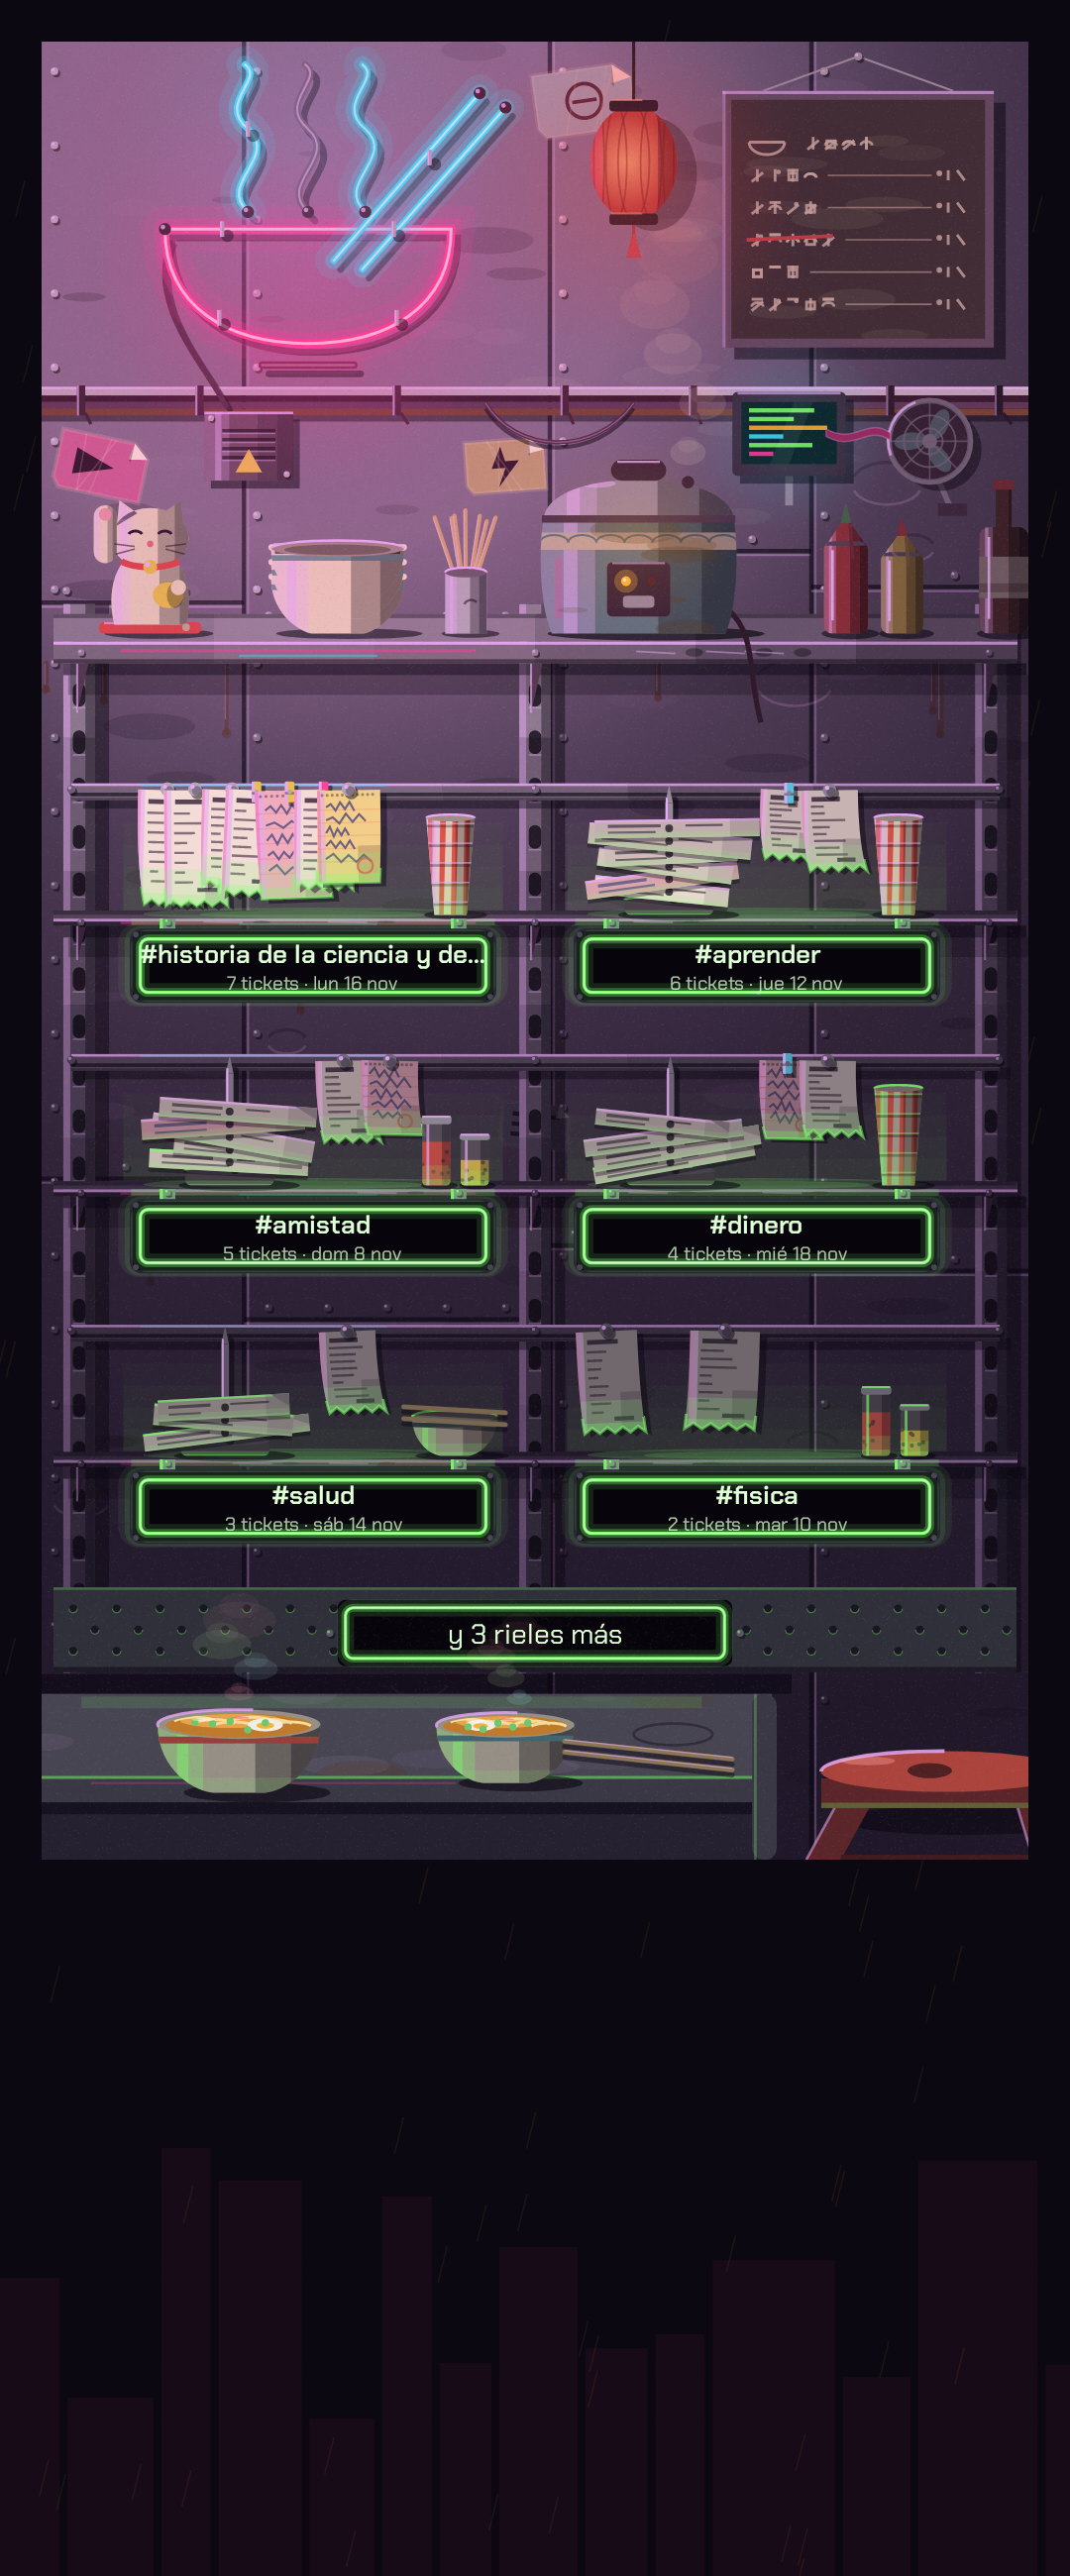 #historia de la ciencia y de...
7 tickets · lun 16 nov
#aprender
6 tickets · jue 12 nov
#amistad
5 tickets · dom 8 nov
#dinero
4 tickets · mié 18 nov
#salud
3 tickets · sáb 14 nov
#fisica
2 tickets · mar 10 nov
y 3 rieles más